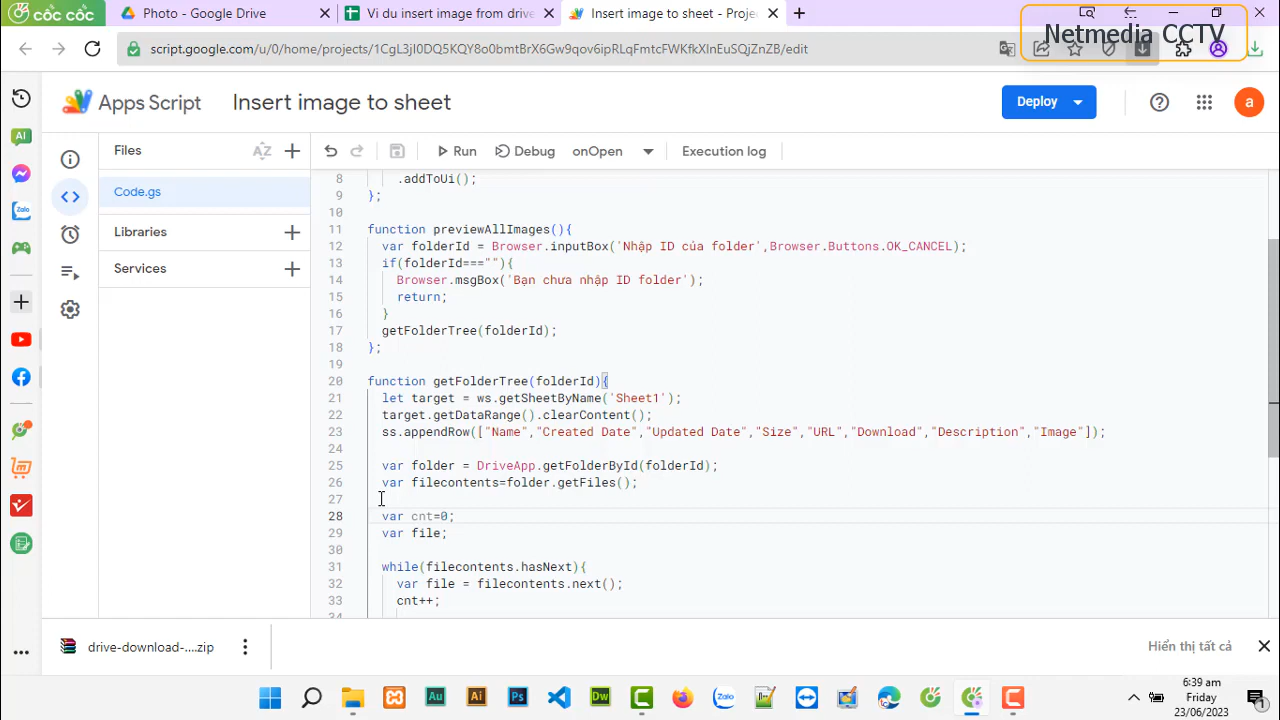 cốc cốc
Photo - Google Drive
Vi du insert image from drive
Insert image to sheet - Proje
Netmedia CCTV
script.google.com/u/0/home/projects/
Apps Script
Insert image to sheet
Deploy
a
Files
AZ
Run
Debug
onOpen
Execution log
Code.gs
Libraries
Services
8 .addToUi();
9 };
10
11 function previewAllImages(){
12 var folderId = Browser.inputBox('Nhập ID của folder',Browser.Buttons.OK_CANCEL);
13 if(folderId===""){
14 Browser.msgBox('Bạn chưa nhập ID folder');
15 return;
16 }
17 getFolderTree(folderId);
18 };
19
20 function getFolderTree(folderId){
21 let target = ws.getSheetByName('Sheet1');
22 target.getDataRange().clearContent();
23 ss.appendRow(["Name","Created Date","Updated Date","Size","URL","Download","Description","Image"]);
24
25 var folder = DriveApp.getFolderById(folderId);
26 var filecontents=folder.getFiles();
27
28 var cnt=0;
29 var file;
30
31 while(filecontents.hasNext){
32 var file = filecontents.next();
33 cnt++;
drive-download-....zip
Hiển thị tất cả
6:39 am
Friday
23/06/2023